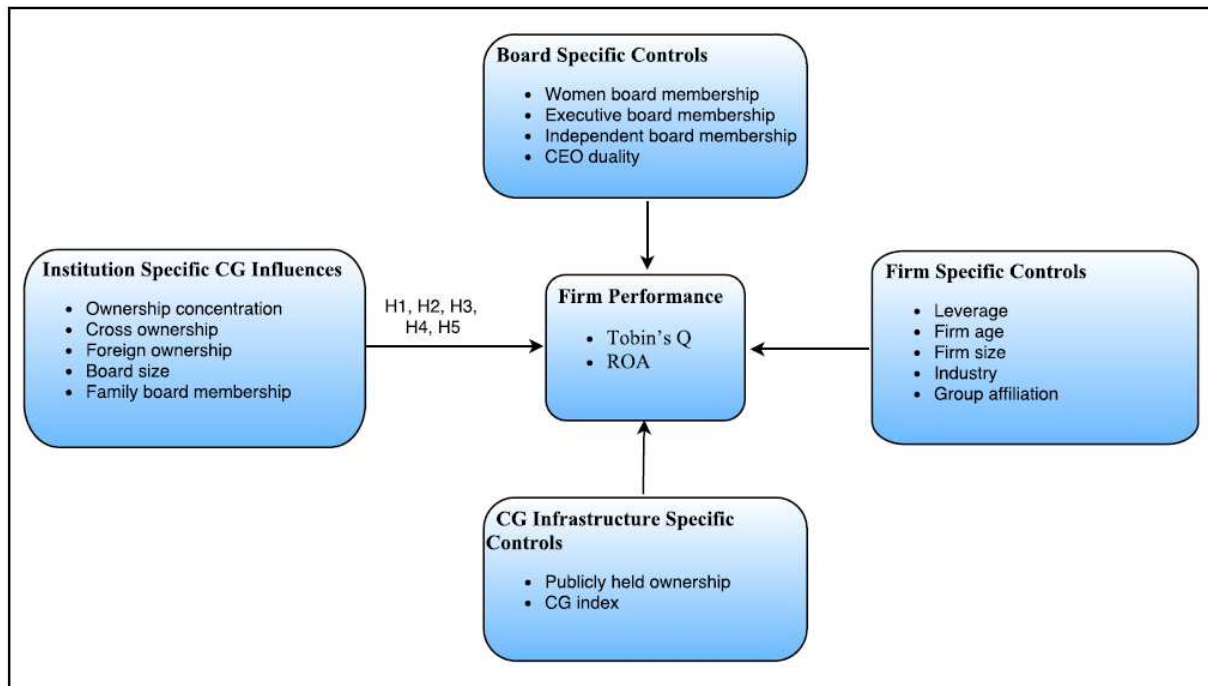 Board Specific Controls
• Women board membership
• Executive board membership
• Independent board membership
• CEO duality
Institution Specific CG Influences
• Ownership concentration
• Cross ownership
• Foreign ownership
• Board size
• Family board membership
H1, H2, H3,
H4, H5
Firm Performance
• Tobin's Q
• ROA
Firm Specific Controls
• Leverage
• Firm age
• Firm size
• Industry
• Group affiliation
CG Infrastructure Specific
Controls
• Publicly held ownership
• CG index